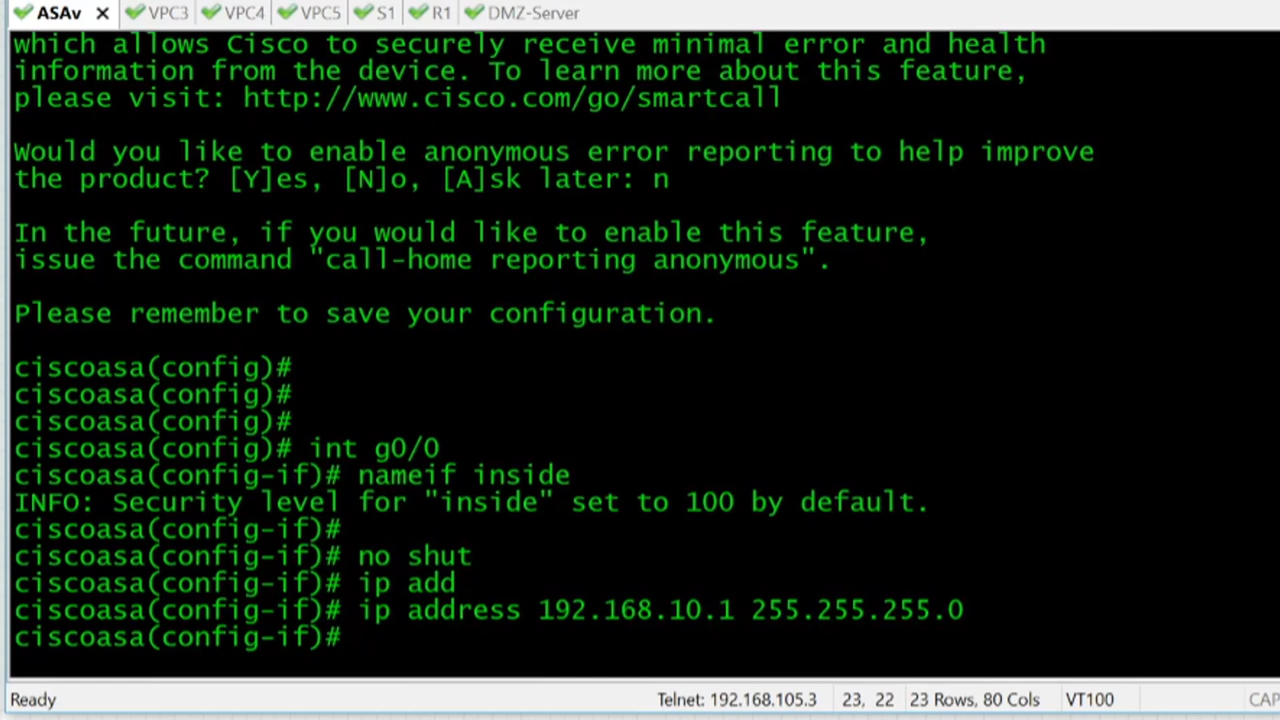 ASAv X VPC3 VPC4 VPC5 S1 R1 DMZ-Server
which allows Cisco to securely receive minimal error and health
information from the device. To learn more about this feature,
please visit: http://www.cisco.com/go/smartcall
Would you like to enable anonymous error reporting to help improve
the product? [Y]es, [N]o, [A]sk later: n
In the future, if you would like to enable this feature,
issue the command "call-home reporting anonymous".
Please remember to save your configuration.
ciscoasa(config)#
ciscoasa(config)#
ciscoasa(config)#
ciscoasa(config)# int g0/0
ciscoasa(config-if)# nameif inside
INFO: Security level for "inside" set to 100 by default.
ciscoasa(config-if)#
ciscoasa(config-if)# no shut
ciscoasa(config-if)# ip add
ciscoasa(config-if)# ip address 192.168.10.1 255.255.255.0
ciscoasa(config-if)#
Ready Telnet: 192.168.105.3 23, 22 23 Rows, 80 Cols VT100 CAP